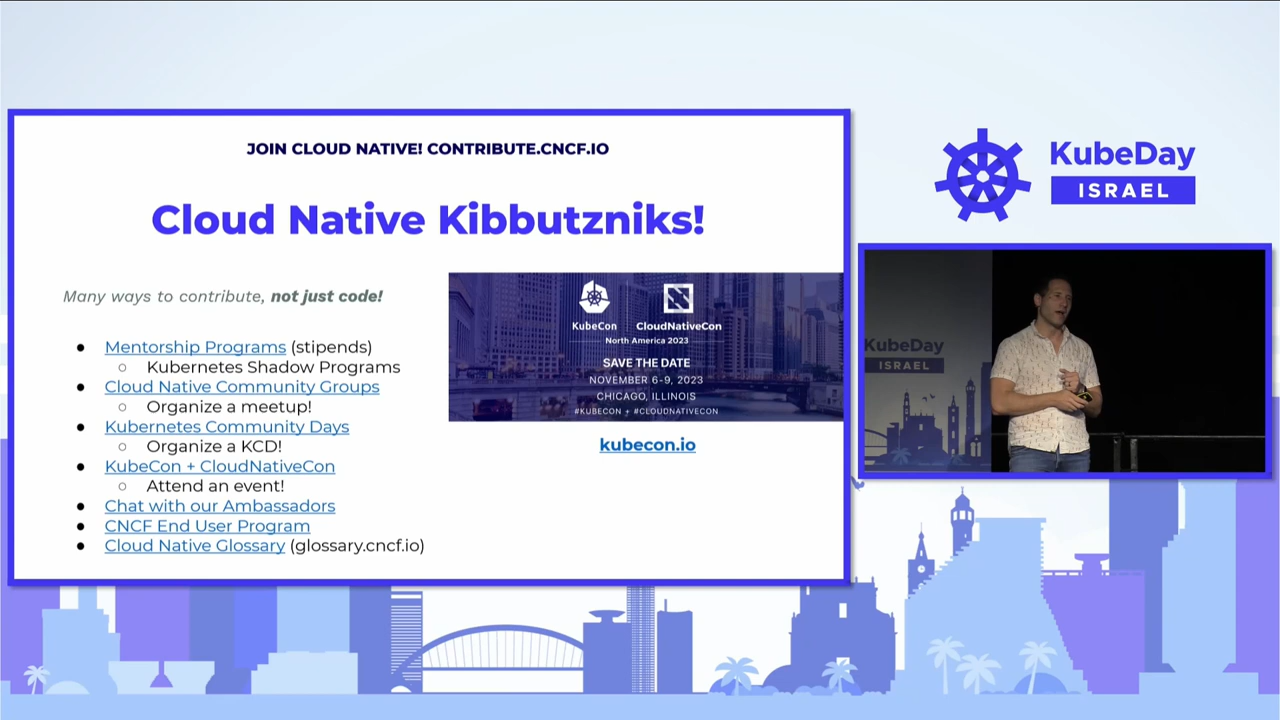 JOIN CLOUD NATIVE! CONTRIBUTE.CNCF.IO
Cloud Native Kibbutzniks!
Many ways to contribute, not just code!
● Mentorship Programs (stipends)
○ Kubernetes Shadow Programs
● Cloud Native Community Groups
○ Organize a meetup!
● Kubernetes Community Days
○ Organize a KCD!
● KubeCon + CloudNativeCon
○ Attend an event!
● Chat with our Ambassadors
● CNCF End User Program
● Cloud Native Glossary (glossary.cncf.io)
KubeCon CloudNativeCon
North America 2023
SAVE THE DATE
NOVEMBER 6-9, 2023
CHICAGO, ILLINOIS
#KUBECON + #CLOUDNATIVECON
kubecon.io
KubeDay
ISRAEL
KubeDay
ISRAEL